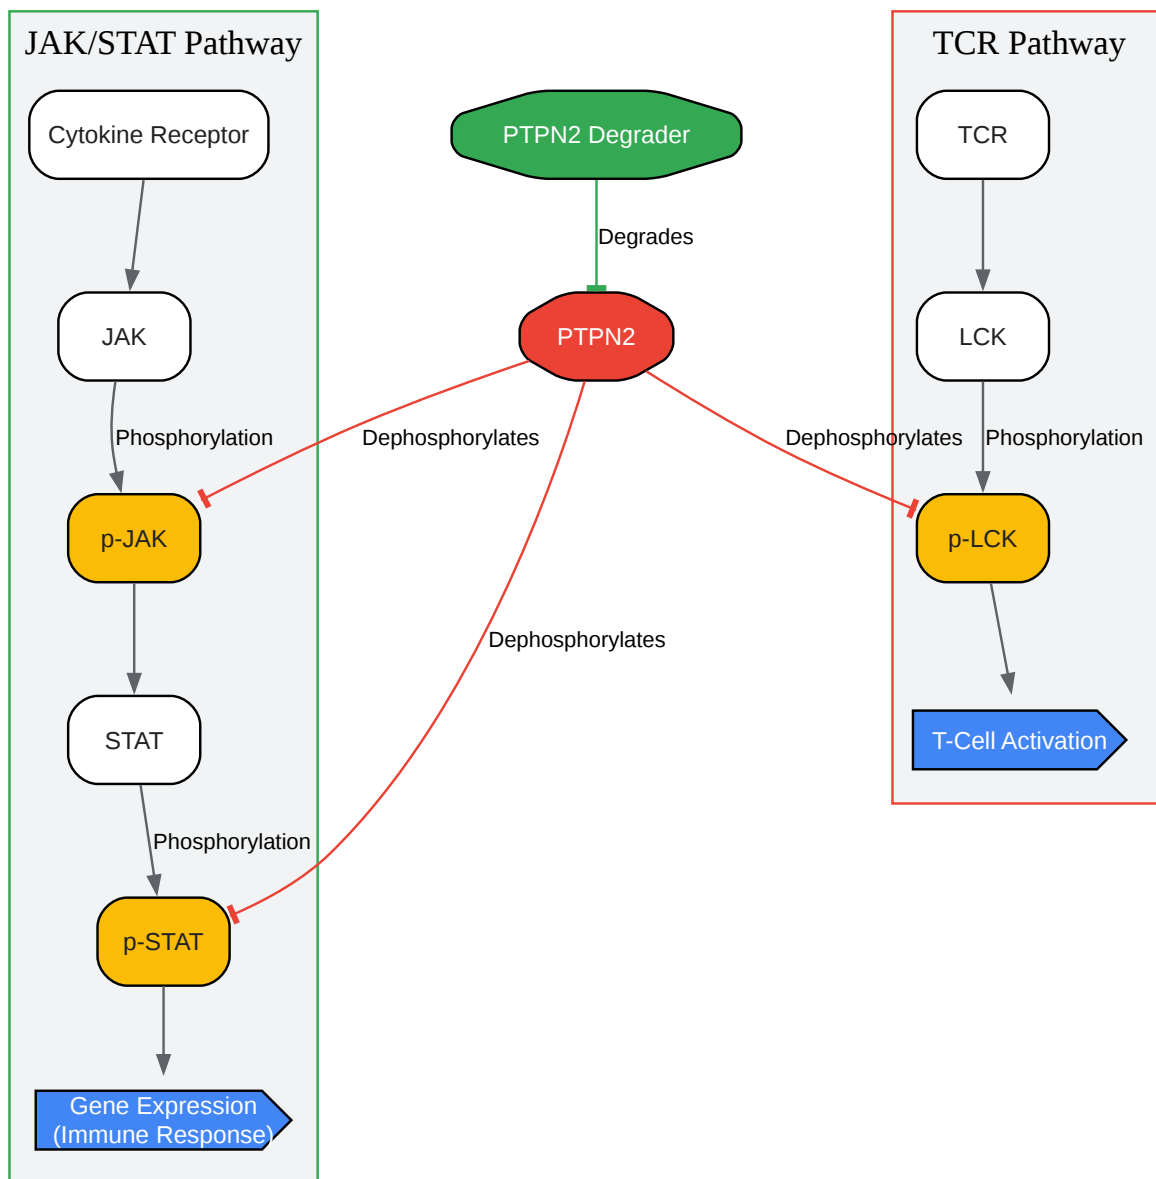 JAK/STAT Pathway
TCR Pathway
Cytokine Receptor
PTPN2 Degrader
TCR
Degrades
JAK
PTPN2
LCK
Phosphorylation
Dephosphorylates
Dephosphorylates
Phosphorylation
p-JAK
p-LCK
Dephosphorylates
STAT
T-Cell Activation
Phosphorylation
p-STAT
Gene Expression
(Immune Response)